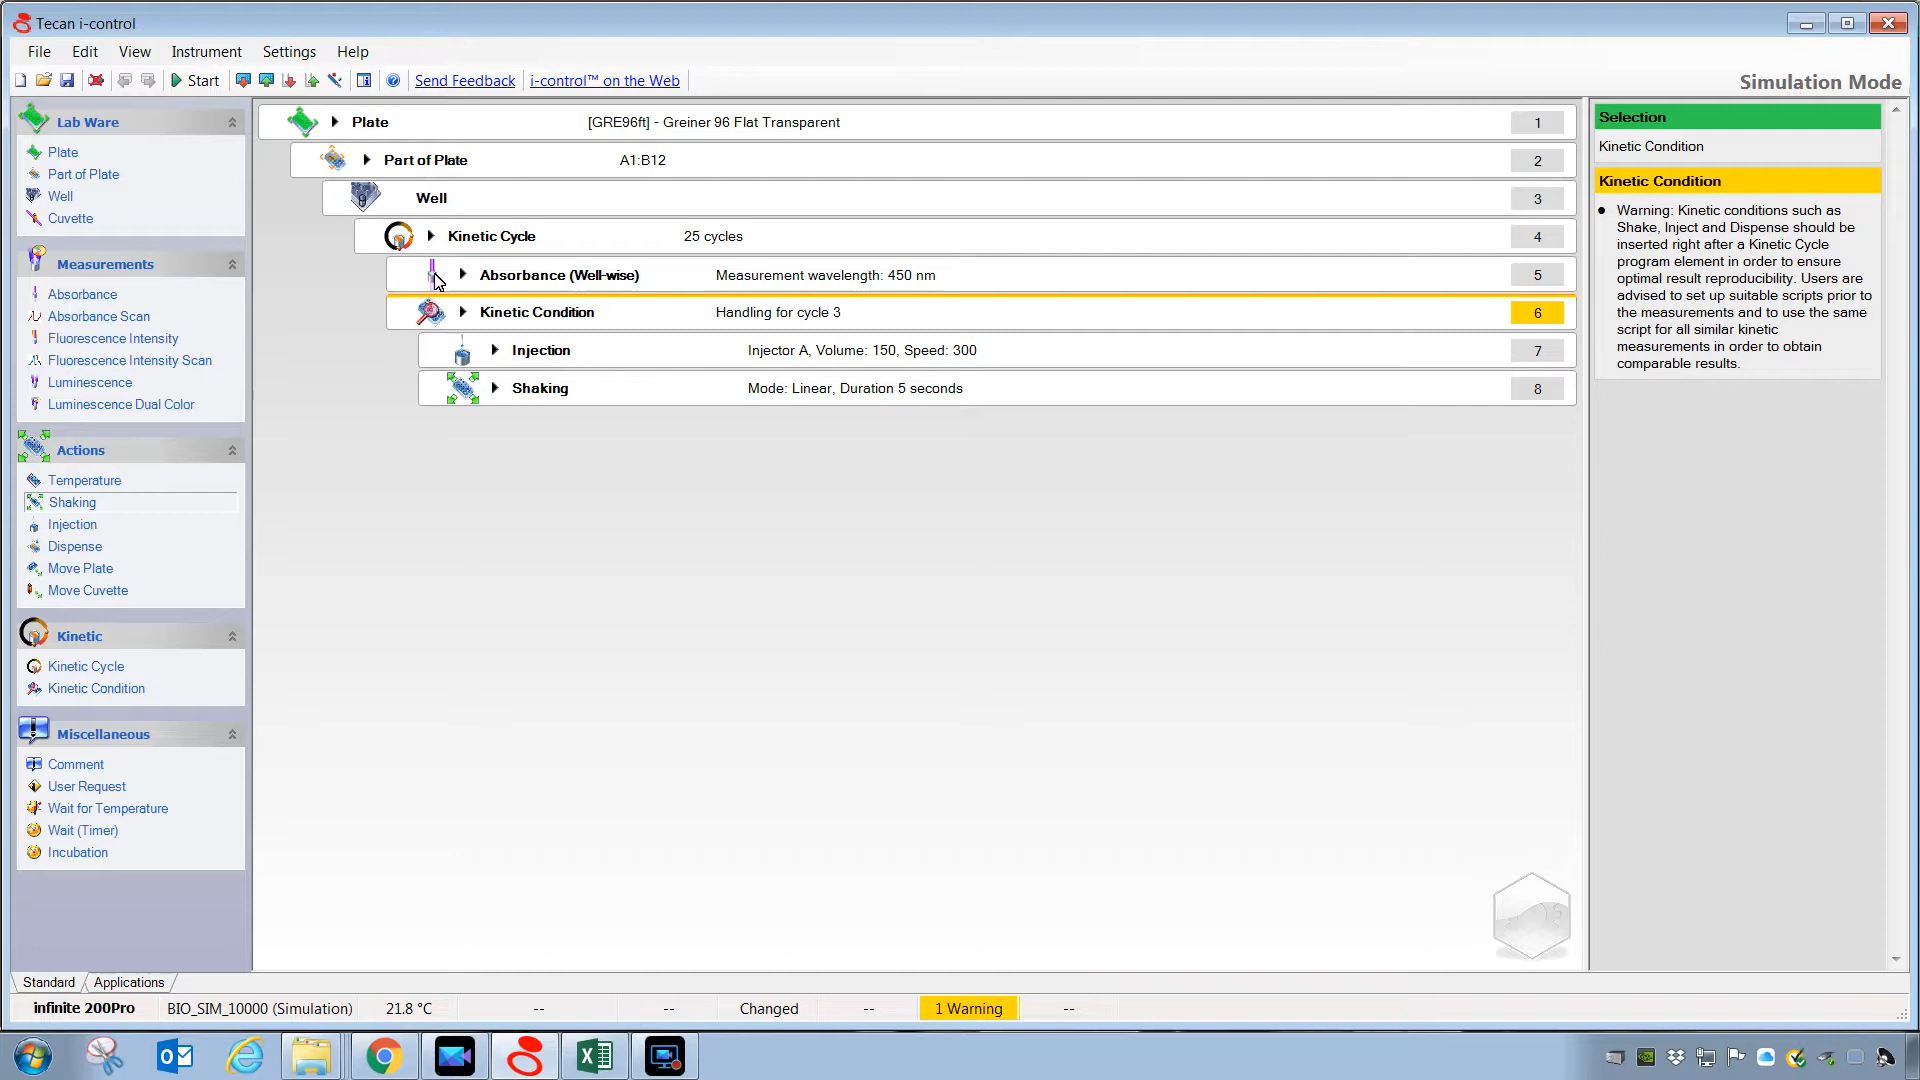 Tecan i-control
File Edit View Instrument Settings Help
Start Send Feedback i-control™ on the Web Simulation Mode
Lab Ware
Plate
Part of Plate
Well
Cuvette
Measurements
Absorbance
Absorbance Scan
Fluorescence Intensity
Fluorescence Intensity Scan
Luminescence
Luminescence Dual Color
Actions
Temperature
Shaking
Injection
Dispense
Move Plate
Move Cuvette
Kinetic
Kinetic Cycle
Kinetic Condition
Miscellaneous
Comment
User Request
Wait for Temperature
Wait (Timer)
Incubation
Standard Applications
Plate [GRE96ft] - Greiner 96 Flat Transparent 1
Part of Plate A1:B12 2
Well 3
Kinetic Cycle 25 cycles 4
Absorbance (Well-wise) Measurement wavelength: 450 nm 5
Kinetic Condition Handling for cycle 3 6
Injection Injector A, Volume: 150, Speed: 300 7
Shaking Mode: Linear, Duration 5 seconds 8
Selection
Kinetic Condition
Kinetic Condition
● Warning: Kinetic conditions such as
Shake, Inject and Dispense should be
inserted right after a Kinetic Cycle
program element in order to ensure
optimal result reproducibility. Users are
advised to set up suitable scripts prior to
the measurements and to use the same
script for all similar kinetic
measurements in order to obtain
comparable results.
infinite 200Pro BIO_SIM_10000 (Simulation) 21.8 °C -- -- Changed -- 1 Warning --